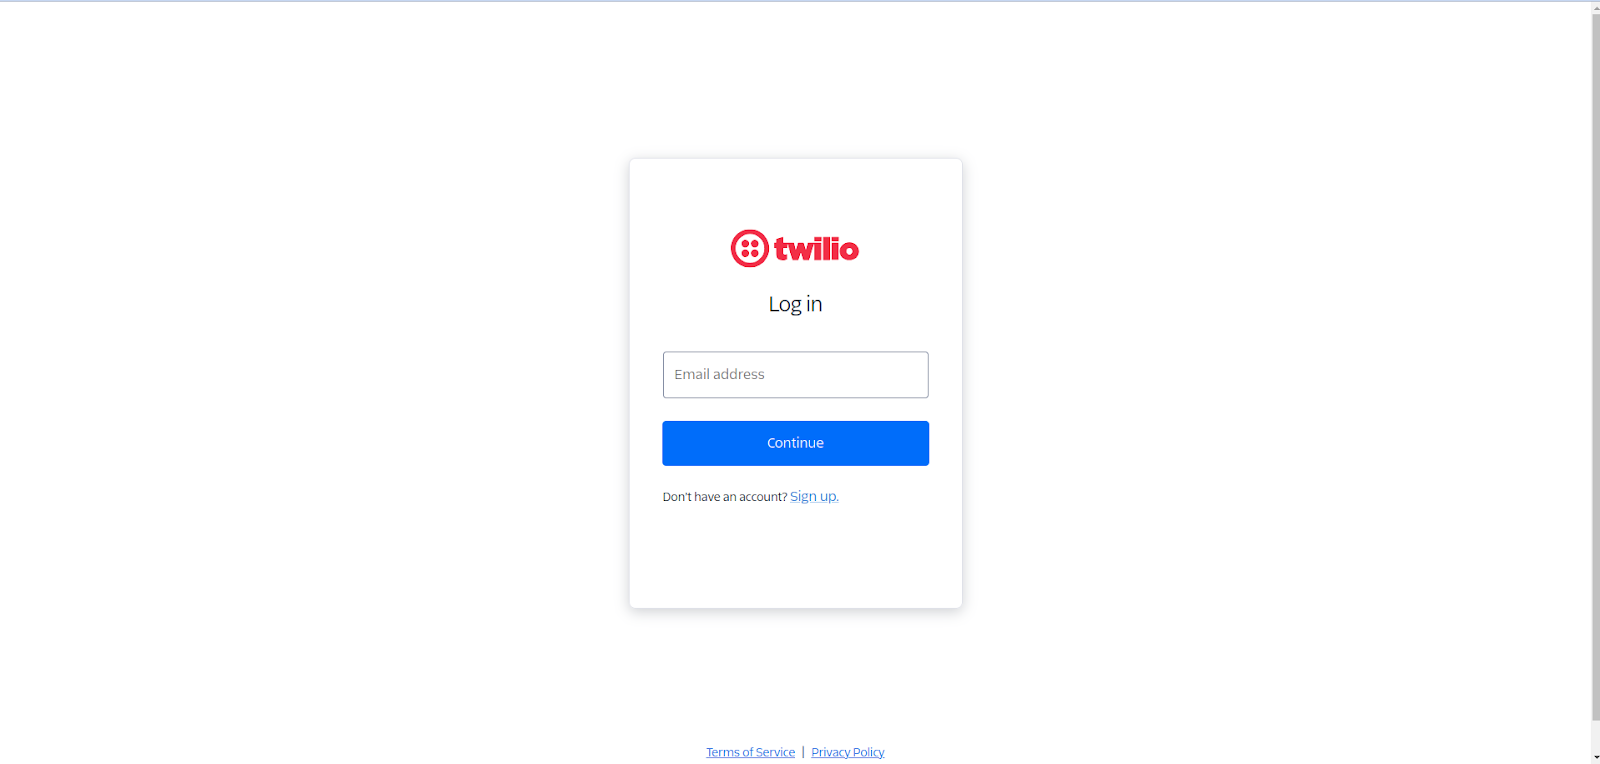 twilio
Log in
Email address
Continue
Don't have an account? Sign up.
Terms of Service | Privacy Policy